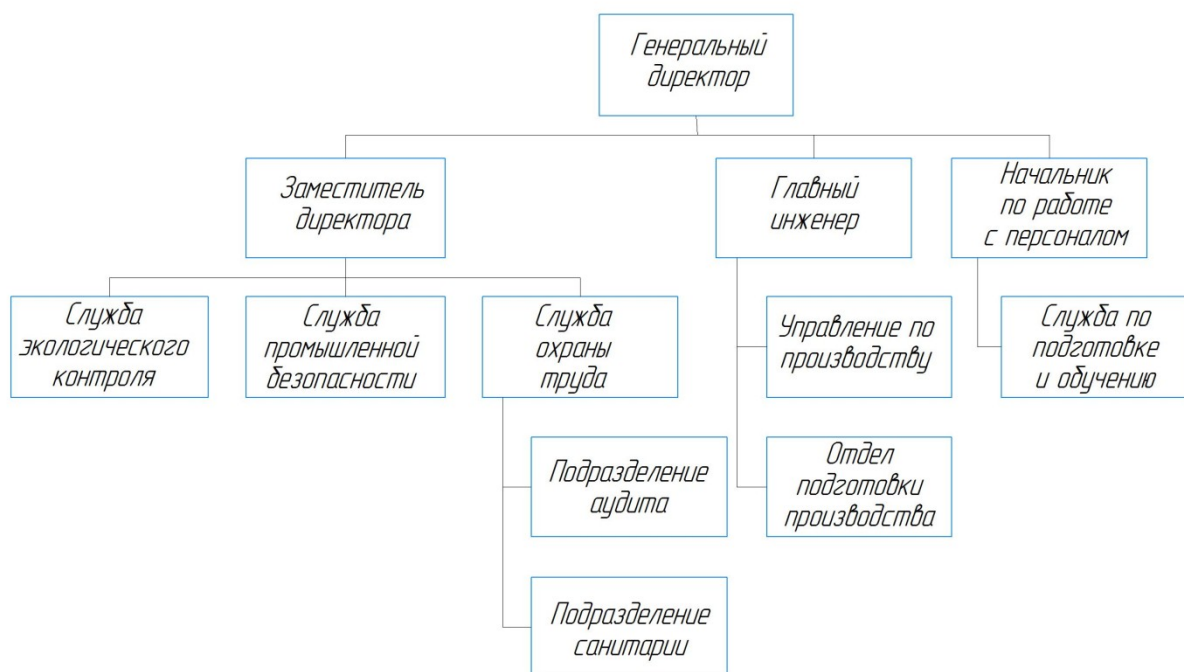 Генеральный
директор
Заместитель
директора
Главный
инженер
Начальник
по работе
с персоналом
Служба
экологического
контроля
Служба
промышленной
безопасности
Служба
охраны
труда
Управление по
производству
Служба по
подготовке
и обучению
Подразделение
аудита
Отдел
подготовки
производства
Подразделение
санитарии